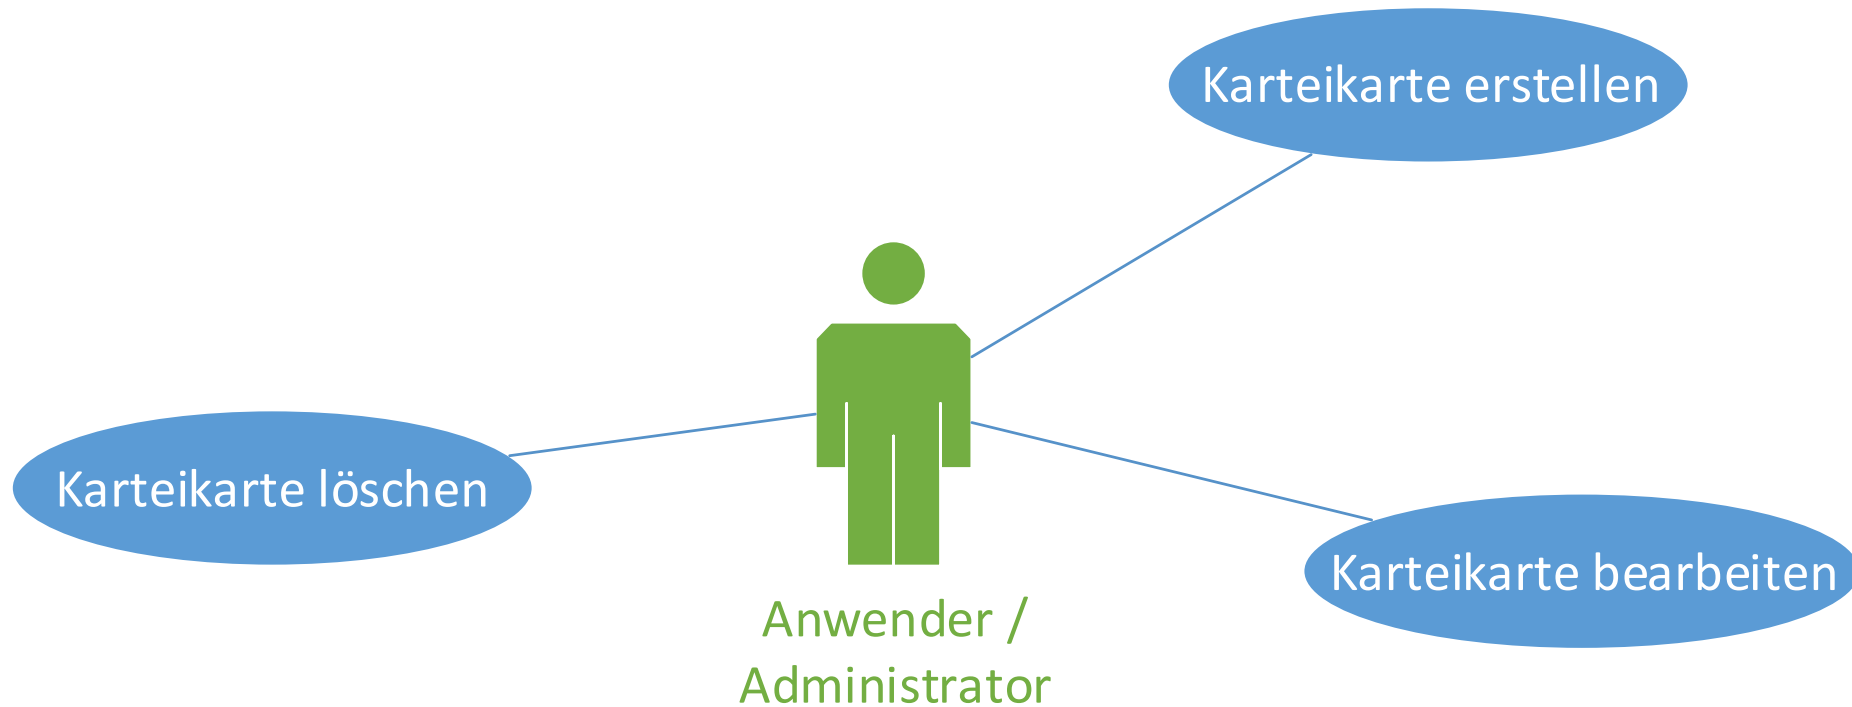 Karteikarte erstellen
Karteikarte löschen
Karteikarte bearbeiten
Anwender /
Administrator